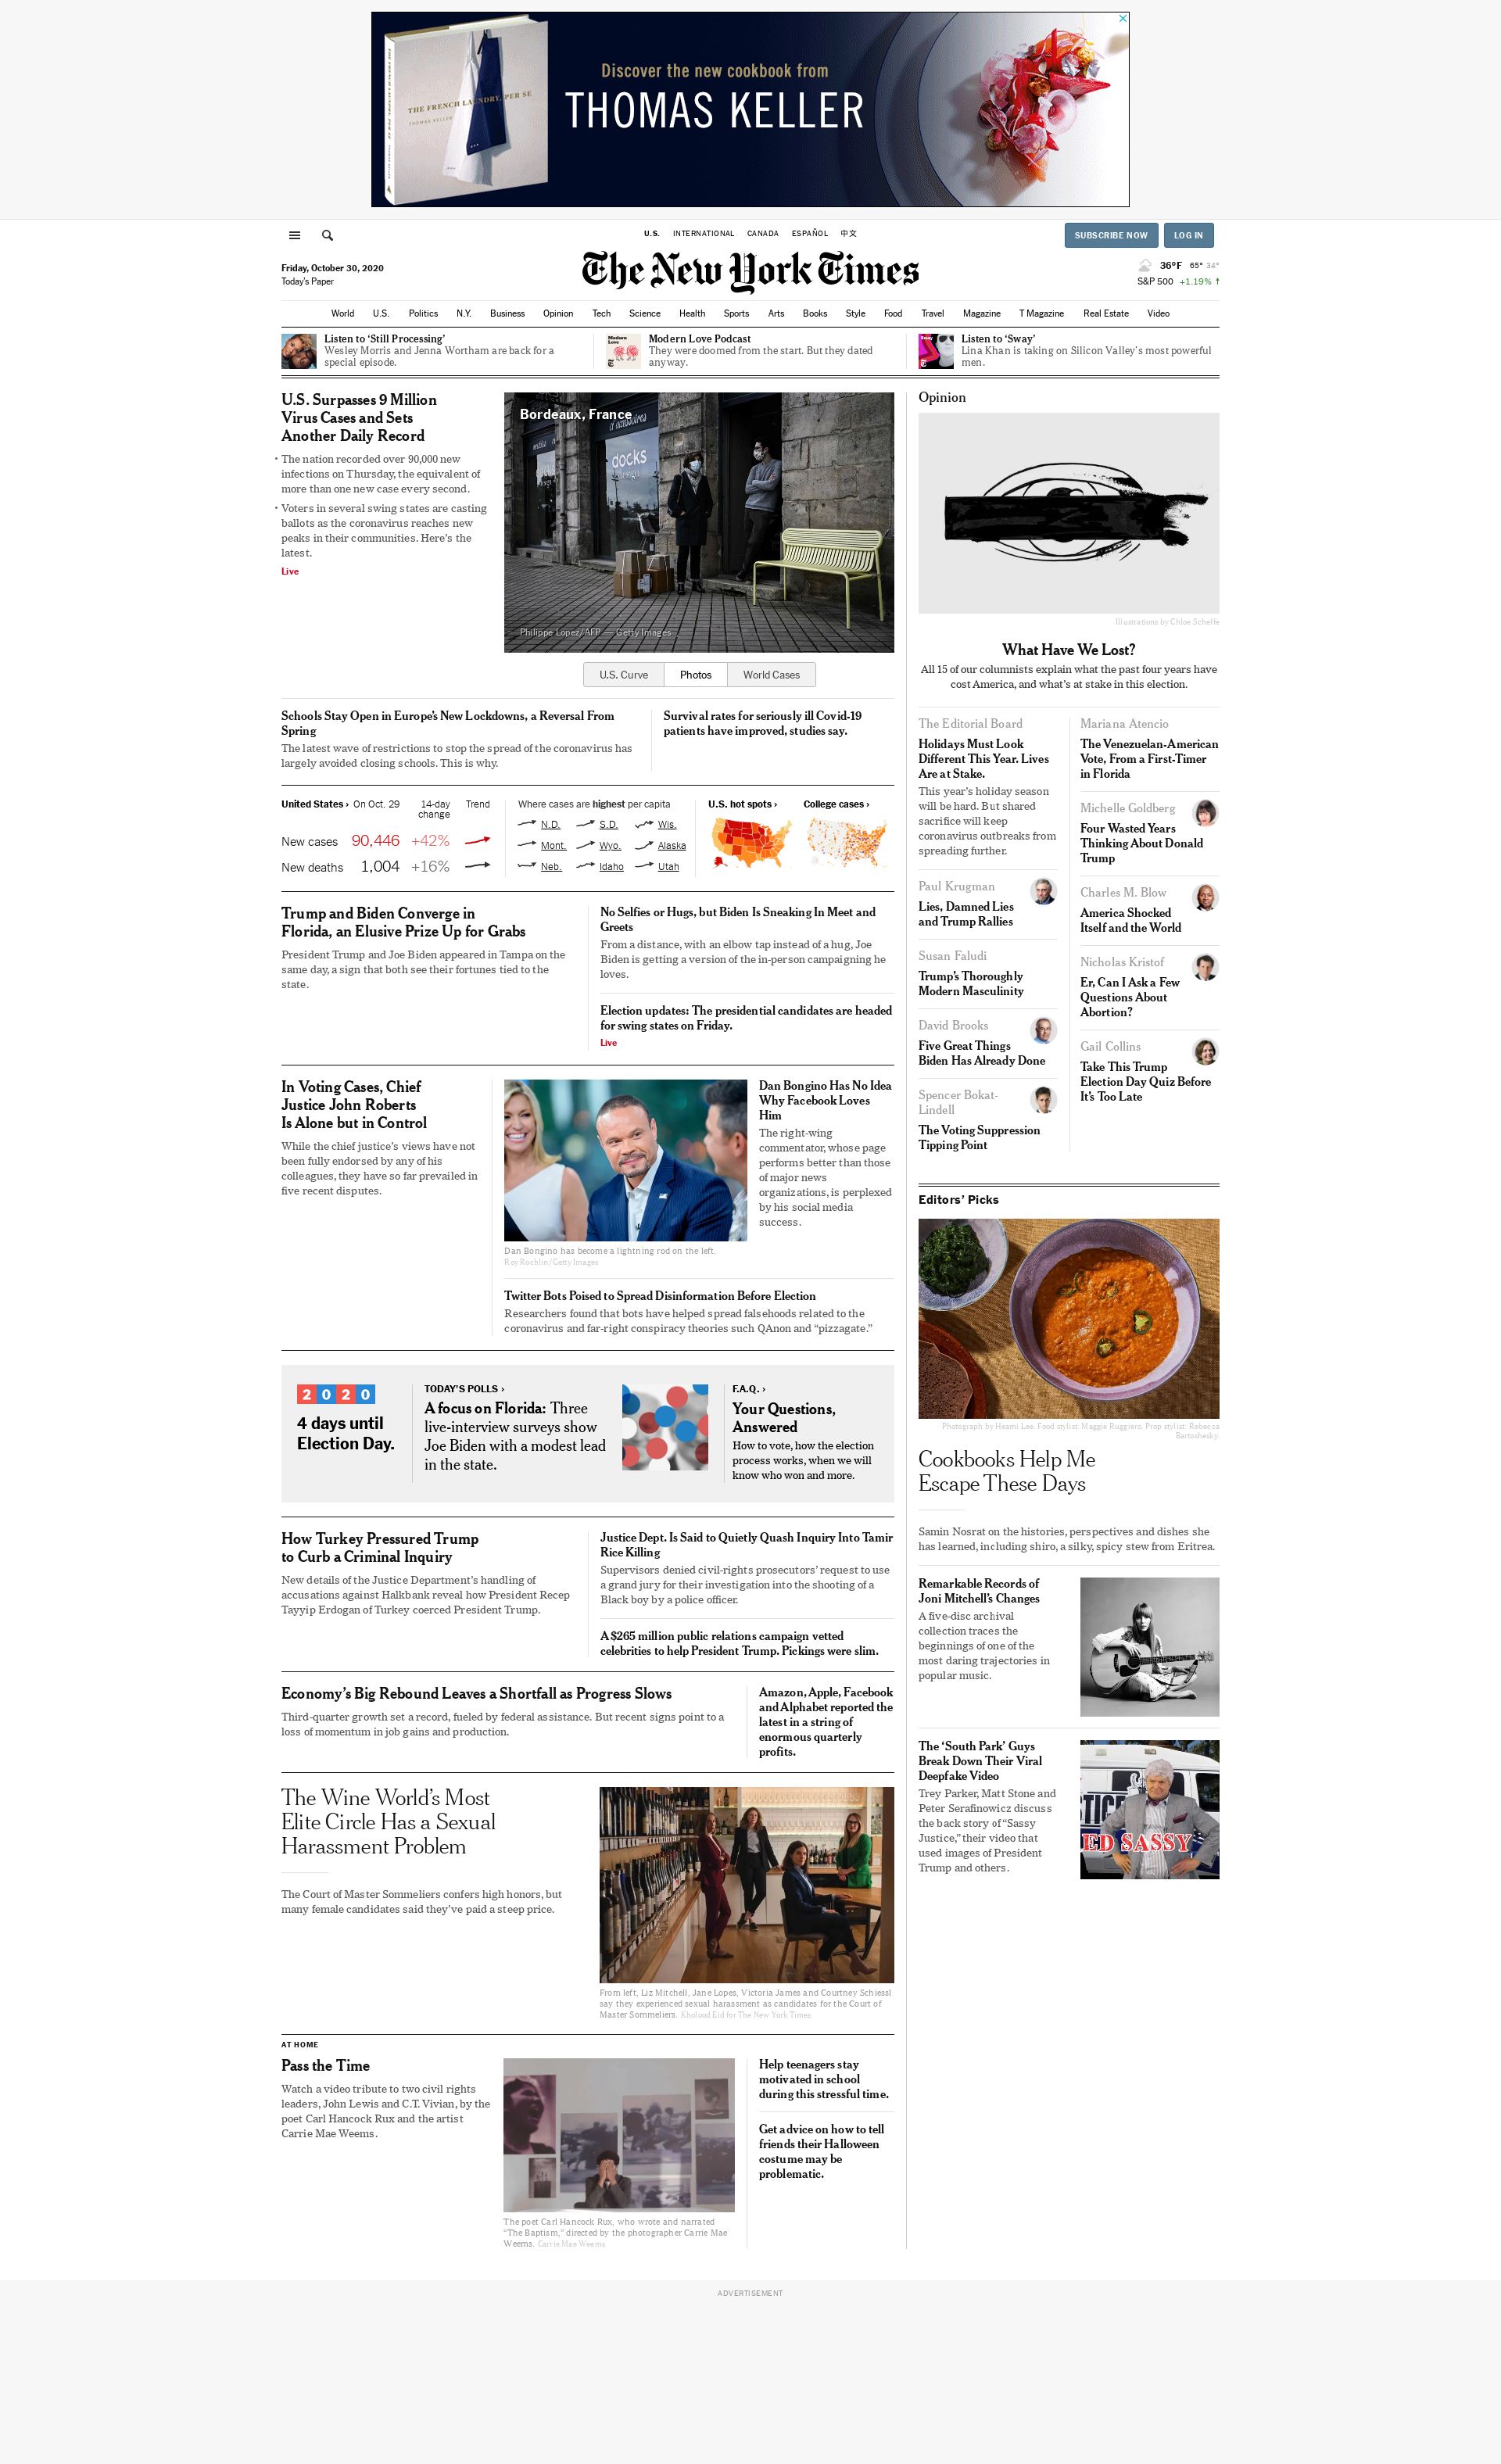 THE FRENCH LAUNDRY, PER SE
THOMAS KELLER
Discover the new cookbook from
THOMAS KELLER
U.S. INTERNATIONAL CANADA ESPAÑOL 中文
SUBSCRIBE NOW
LOG IN
Friday, October 30, 2020
Today's Paper
The New York Times
36°F 65° 34°
S&P 500 +1.19%
World U.S. Politics N.Y. Business Opinion Tech Science Health Sports Arts Books Style Food Travel Magazine T Magazine Real Estate Video
Listen to ‘Still Processing’
Wesley Morris and Jenna Wortham are back for a
special episode.
Modern Love
Modern Love Podcast
They were doomed from the start. But they dated
anyway.
Sway
Listen to ‘Sway’
Lina Khan is taking on Silicon Valley's most powerful
men.
U.S. Surpasses 9 Million
Virus Cases and Sets
Another Daily Record
• The nation recorded over 90,000 new
infections on Thursday, the equivalent of
more than one new case every second.
• Voters in several swing states are casting
ballots as the coronavirus reaches new
peaks in their communities. Here’s the
latest.
Live
Bordeaux, France
docks
Philippe Lopez/AFP — Getty Images
U.S. Curve
Photos
World Cases
Schools Stay Open in Europe’s New Lockdowns, a Reversal From
Spring
The latest wave of restrictions to stop the spread of the coronavirus has
largely avoided closing schools. This is why.
Survival rates for seriously ill Covid-19
patients have improved, studies say.
United States › On Oct. 29 14-day
change Trend
New cases 90,446 +42%
New deaths 1,004 +16%
Where cases are highest per capita
N.D. S.D. Wis.
Mont. Wyo. Alaska
Neb. Idaho Utah
U.S. hot spots ›
College cases ›
Trump and Biden Converge in
Florida, an Elusive Prize Up for Grabs
President Trump and Joe Biden appeared in Tampa on the
same day, a sign that both see their fortunes tied to the
state.
No Selfies or Hugs, but Biden Is Sneaking In Meet and
Greets
From a distance, with an elbow tap instead of a hug, Joe
Biden is getting a version of the in-person campaigning he
loves.
Election updates: The presidential candidates are headed
for swing states on Friday.
Live
In Voting Cases, Chief
Justice John Roberts
Is Alone but in Control
While the chief justice’s views have not
been fully endorsed by any of his
colleagues, they have so far prevailed in
five recent disputes.
Dan Bongino has become a lightning rod on the left.
Roy Rochlin/Getty Images
Dan Bongino Has No Idea
Why Facebook Loves
Him
The right-wing
commentator, whose page
performs better than those
of major news
organizations, is perplexed
by his social media
success.
Twitter Bots Poised to Spread Disinformation Before Election
Researchers found that bots have helped spread falsehoods related to the
coronavirus and far-right conspiracy theories such QAnon and “pizzagate.”
2020
4 days until
Election Day.
TODAY’S POLLS ›
A focus on Florida: Three
live-interview surveys show
Joe Biden with a modest lead
in the state.
F.A.Q. ›
Your Questions,
Answered
How to vote, how the election
process works, when we will
know who won and more.
How Turkey Pressured Trump
to Curb a Criminal Inquiry
New details of the Justice Department’s handling of
accusations against Halkbank reveal how President Recep
Tayyip Erdogan of Turkey coerced President Trump.
Justice Dept. Is Said to Quietly Quash Inquiry Into Tamir
Rice Killing
Supervisors denied civil-rights prosecutors’ request to use
a grand jury for their investigation into the shooting of a
Black boy by a police officer.
A $265 million public relations campaign vetted
celebrities to help President Trump. Pickings were slim.
Economy’s Big Rebound Leaves a Shortfall as Progress Slows
Third-quarter growth set a record, fueled by federal assistance. But recent signs point to a
loss of momentum in job gains and production.
Amazon, Apple, Facebook
and Alphabet reported the
latest in a string of
enormous quarterly
profits.
The Wine World’s Most
Elite Circle Has a Sexual
Harassment Problem
The Court of Master Sommeliers confers high honors, but
many female candidates said they’ve paid a steep price.
From left, Liz Mitchell, Jane Lopes, Victoria James and Courtney Schiessl
say they experienced sexual harassment as candidates for the Court of
Master Sommeliers. Kholood Eid for The New York Times
AT HOME
Pass the Time
Watch a video tribute to two civil rights
leaders, John Lewis and C.T. Vivian, by the
poet Carl Hancock Rux and the artist
Carrie Mae Weems.
The poet Carl Hancock Rux, who wrote and narrated
“The Baptism,” directed by the photographer Carrie Mae
Weems. Carrie Mae Weems
Help teenagers stay
motivated in school
during this stressful time.
Get advice on how to tell
friends their Halloween
costume may be
problematic.
Opinion
Illustrations by Chloe Scheffe
What Have We Lost?
All 15 of our columnists explain what the past four years have
cost America, and what’s at stake in this election.
The Editorial Board
Holidays Must Look
Different This Year. Lives
Are at Stake.
This year’s holiday season
will be hard. But shared
sacrifice will keep
coronavirus outbreaks from
spreading further.
Paul Krugman
Lies, Damned Lies
and Trump Rallies
Susan Faludi
Trump’s Thoroughly
Modern Masculinity
David Brooks
Five Great Things
Biden Has Already Done
Spencer Bokat-
Lindell
The Voting Suppression
Tipping Point
Mariana Atencio
The Venezuelan-American
Vote, From a First-Timer
in Florida
Michelle Goldberg
Four Wasted Years
Thinking About Donald
Trump
Charles M. Blow
America Shocked
Itself and the World
Nicholas Kristof
Er, Can I Ask a Few
Questions About
Abortion?
Gail Collins
Take This Trump
Election Day Quiz Before
It’s Too Late
Editors’ Picks
Photograph by Heami Lee. Food stylist: Maggie Ruggiero. Prop stylist: Rebecca
Bartoshesky.
Cookbooks Help Me
Escape These Days
Samin Nosrat on the histories, perspectives and dishes she
has learned, including shiro, a silky, spicy stew from Eritrea.
Remarkable Records of
Joni Mitchell’s Changes
A five-disc archival
collection traces the
beginnings of one of the
most daring trajectories in
popular music.
The ‘South Park’ Guys
Break Down Their Viral
Deepfake Video
Trey Parker, Matt Stone and
Peter Serafinowicz discuss
the back story of “Sassy
Justice,” their video that
used images of President
Trump and others.
ED SASSY
ADVERTISEMENT